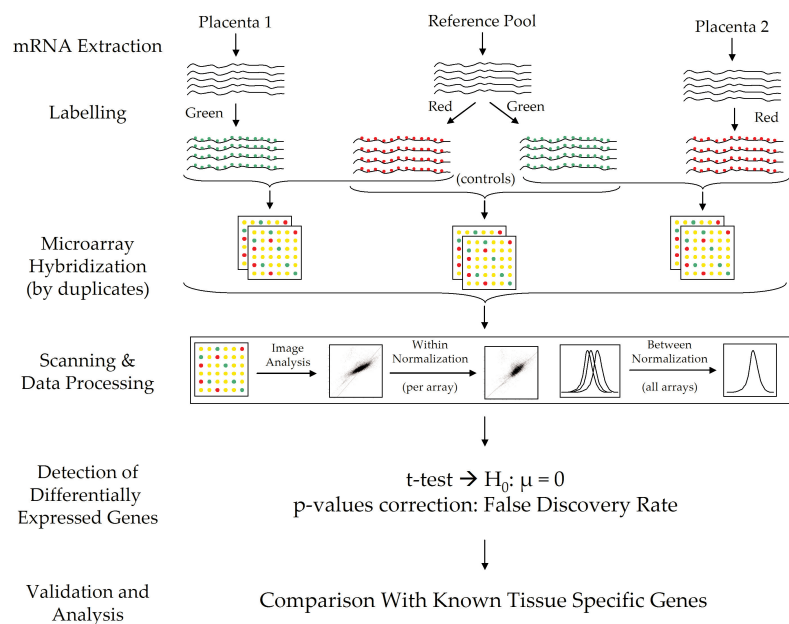 Placenta 1
Reference Pool
Placenta 2
mRNA Extraction
Labelling
Green
Red
Green
Red
(controls)
Microarray
Hybridization
(by duplicates)
Scanning &
Data Processing
Image
Analysis
Within
Normalization
(per array)
Between
Normalization
(all arrays)
Detection of
Differentially
Expressed Genes
t-test → H₀: μ = 0
p-values correction: False Discovery Rate
Validation and
Analysis
Comparison With Known Tissue Specific Genes